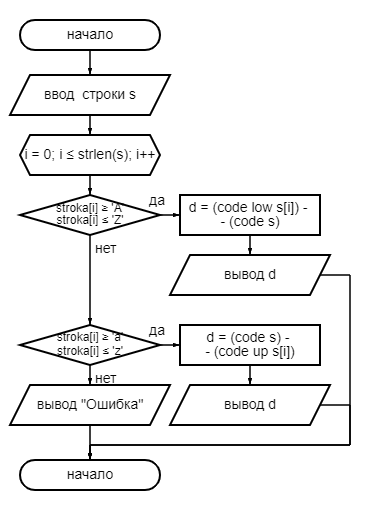 начало
ввод строки s
i = 0; i ≤ strlen(s); i++
stroka[i] ≥ 'A'
stroka[i] ≤ 'Z'
да
d = (code low s[i]) -
- (code s)
нет
вывод d
stroka[i] ≥ 'a'
stroka[i] ≤ 'z'
да
d = (code s) -
- (code up s[i])
нет
вывод "Ошибка"
вывод d
начало